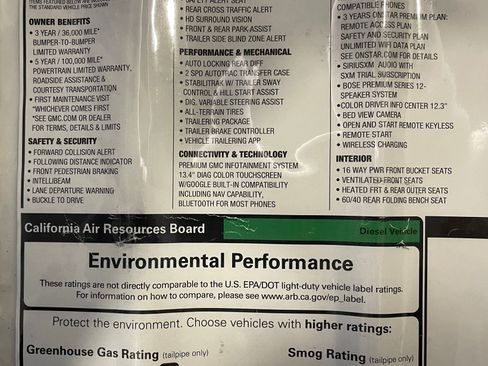 ITEMS FEATURED BELOW ARE
THE STANDARD VEHICLE PRICE SHOWN
OWNER BENEFITS
• 3 YEAR / 36,000 MILE*
BUMPER-TO-BUMPER
LIMITED WARRANTY
• 5 YEAR / 100,000 MILE*
POWERTRAIN LIMITED WARRANTY,
ROADSIDE ASSISTANCE &
COURTESY TRANSPORTATION
• FIRST MAINTENANCE VISIT
*WHICHEVER COMES FIRST
*SEE GMC.COM OR DEALER
FOR TERMS, DETAILS & LIMITS
SAFETY & SECURITY
• FORWARD COLLISION ALERT
• FOLLOWING DISTANCE INDICATOR
• FRONT PEDESTRIAN BRAKING
• INTELLIBEAM
• LANE DEPARTURE WARNING
• BUCKLE TO DRIVE
• SAFETY ALERT SEAT
• REAR CROSS TRAFFIC ALERT
• HD SURROUND VISION
• FRONT & REAR PARK ASSIST
• TRAILER SIDE BLIND ZONE ALERT
PERFORMANCE & MECHANICAL
• AUTO LOCKING REAR DIFF
• 2 SPD AUTOTRAC TRANSFER CASE
• STABILITRAK W/ TRAILER SWAY
CONTROL & HILL START ASSIST
• DIG. VARIABLE STEERING ASSIST
• ALL-TERRAIN TIRES
• TRAILERING PACKAGE
• TRAILER BRAKE CONTROLLER
• VEHICLE TRAILERING APP
CONNECTIVITY & TECHNOLOGY
PREMIUM GMC INFOTAINMENT SYSTEM
13.4" DIAG COLOR TOUCHSCREEN
W/GOOGLE BUILT-IN COMPATIBILITY
INCLUDING NAV CAPABILITY,
BLUETOOTH FOR MOST PHONES
COMPATIBLE PHONES
• 3 YEARS ONSTAR PREMIUM PLAN:
REMOTE ACCESS PLAN
SAFETY AND SECURITY PLAN
UNLIMITED WIFI DATA PLAN
SEE ONSTAR.COM FOR DETAILS
• SIRIUSXM AUDIO WITH
SXM TRIAL SUBSCRIPTION
• BOSE PREMIUM SERIES 12-
SPEAKER SYSTEM
•COLOR DRIVER INFO CENTER 12.3"
• BED VIEW CAMERA
• OPEN AND START REMOTE KEYLESS
• REMOTE START
• WIRELESS CHARGING
INTERIOR
• 16 WAY PWR FRONT BUCKET SEATS
• VENTILATED FRONT SEATS
• HEATED FRT & REAR OUTER SEATS
• 60/40 REAR FOLDING BENCH SEAT
California Air Resources Board
Diesel Vehicle
Environmental Performance
These ratings are not directly comparable to the U.S. EPA/DOT light-duty vehicle label ratings.
For information on how to compare, please see www.arb.ca.gov/ep_label.
Protect the environment. Choose vehicles with higher ratings:
Greenhouse Gas Rating (tailpipe only)
Smog Rating (tailpipe only)